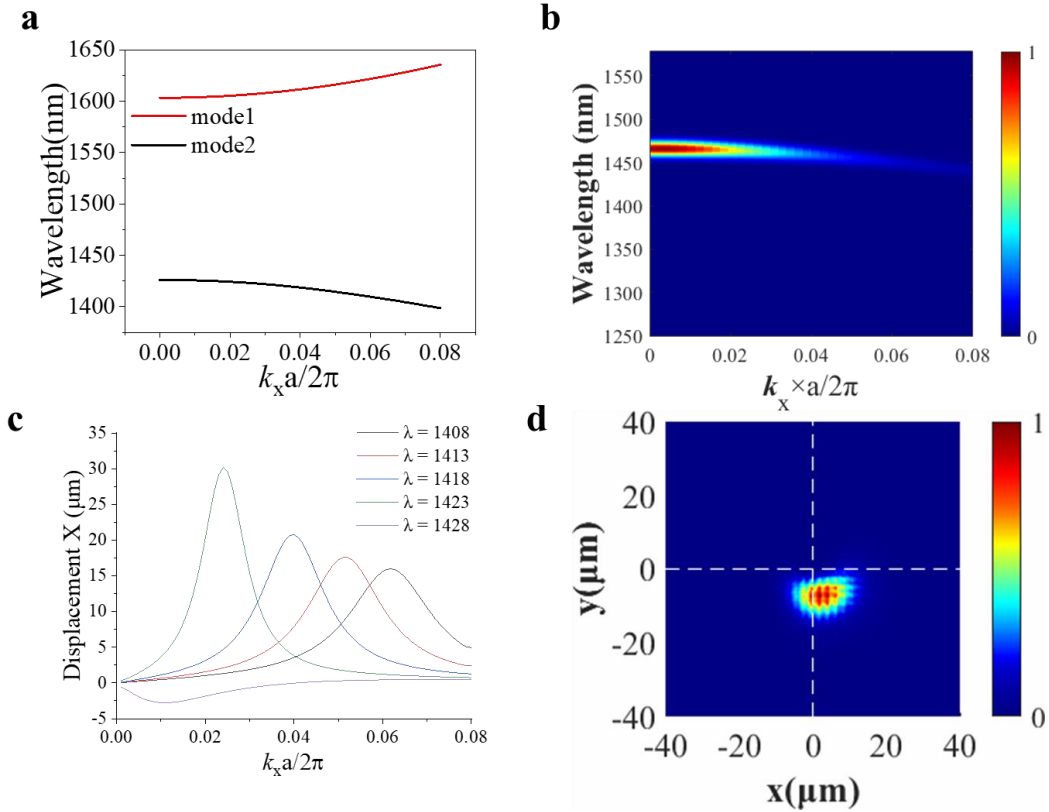 a
1650
1600
1550
1500
1450
1400
Wavelength(nm)
mode1
mode2
0.00 0.02 0.04 0.06 0.08
kₓa/2π
b
1550
1500
1450
1400
1350
1300
1250
Wavelength (nm)
0 0.02 0.04 0.06 0.08
kₓ×a/2π
1
0
c
35
30
25
20
15
10
5
0
-5
Displacement X (μm)
λ = 1408
λ = 1413
λ = 1418
λ = 1423
λ = 1428
0.00 0.02 0.04 0.06 0.08
kₓa/2π
d
40
20
0
-20
-40
y(μm)
-40 -20 0 20 40
x(μm)
1
0